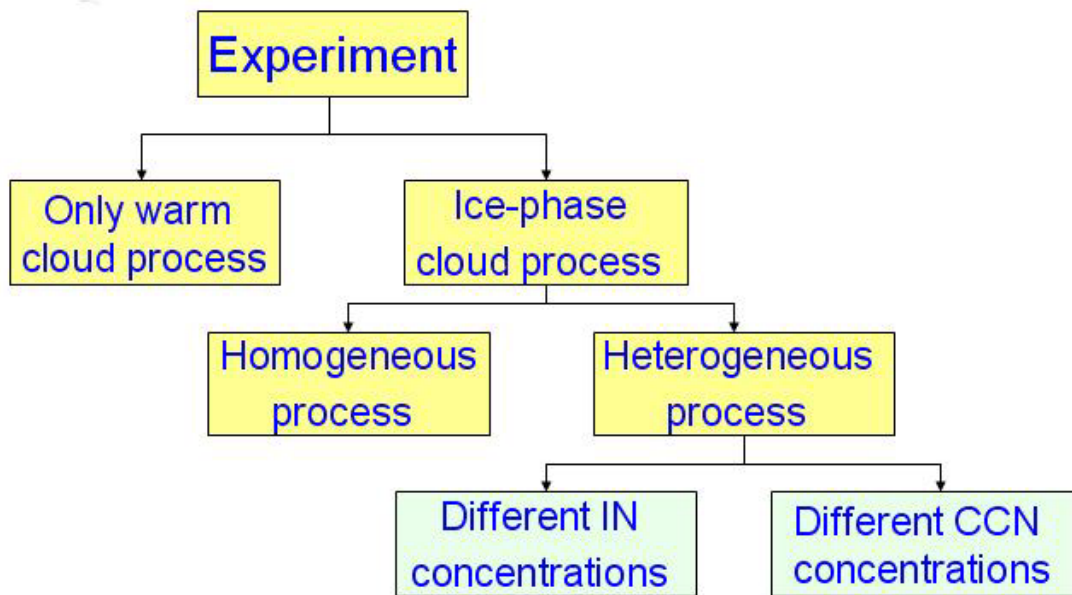 Experiment
Only warm
cloud process
Ice-phase
cloud process
Homogeneous
process
Heterogeneous
process
Different IN
concentrations
Different CCN
concentrations